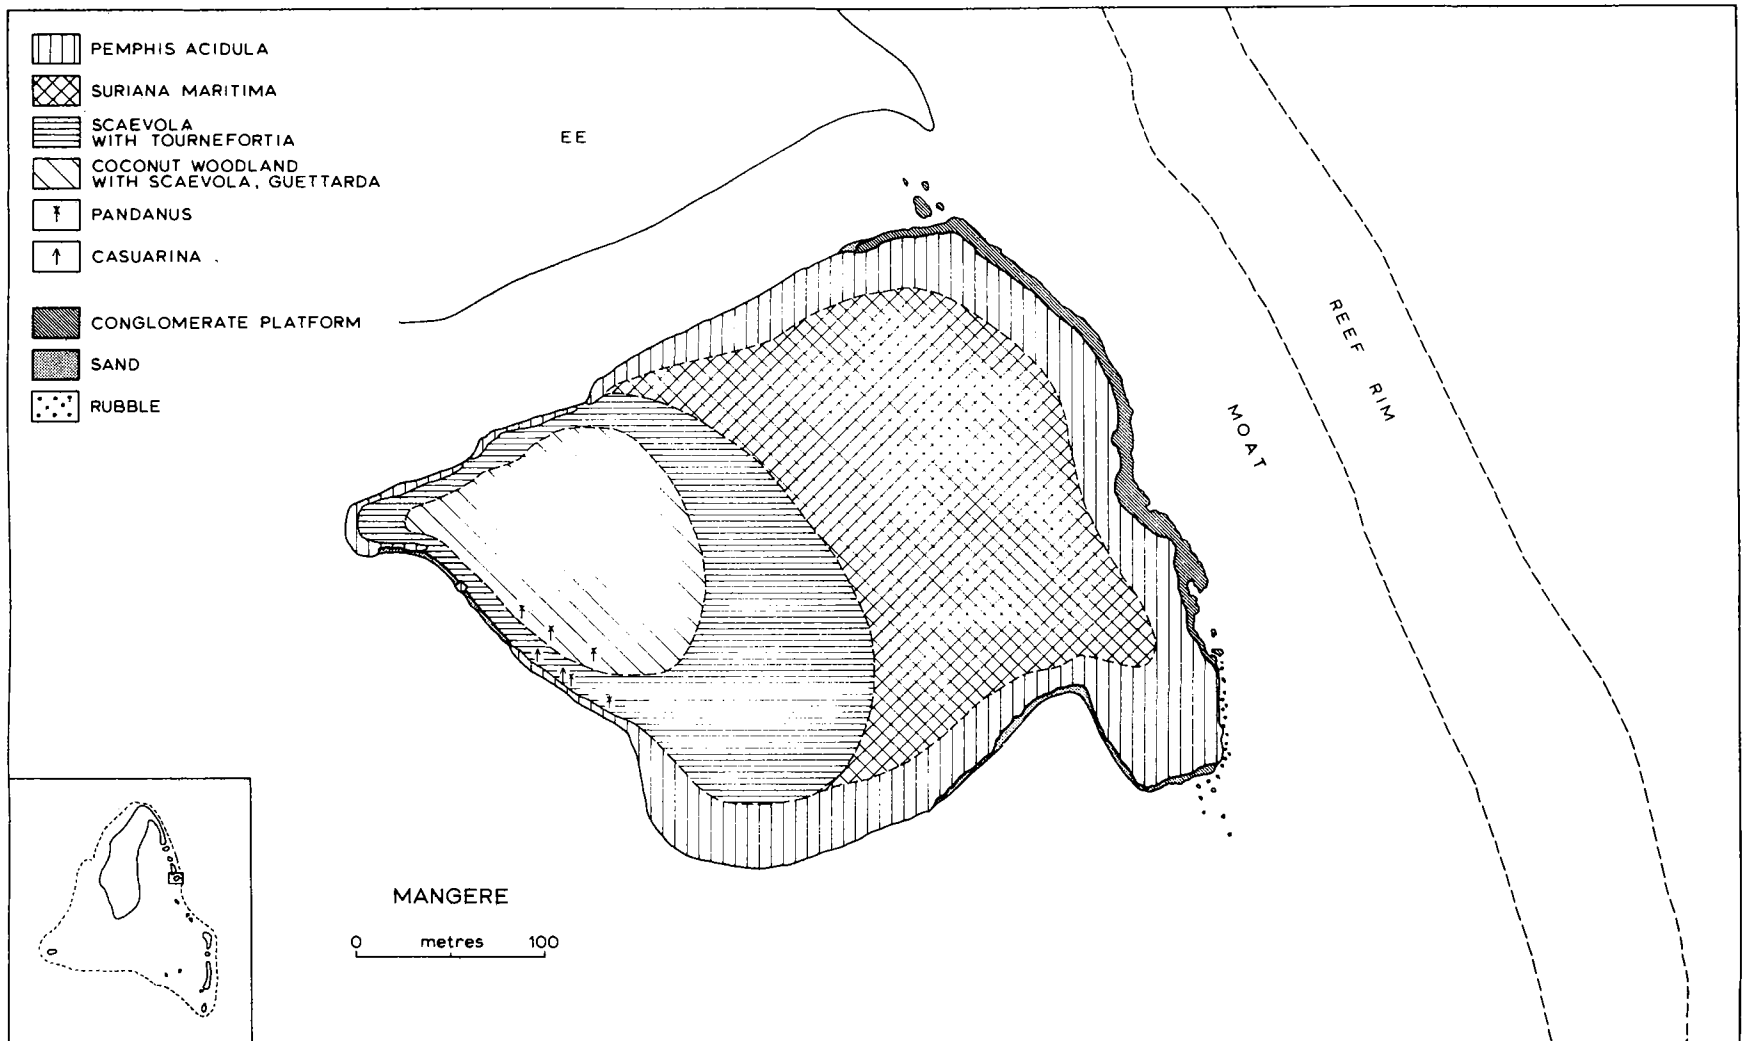 PEMPHIS ACIDULA
SURIANA MARITIMA
SCAEVOLA
WITH TOURNEFORTIA
COCONUT WOODLAND
WITH SCAEVOLA, GUETTARDA
PANDANUS
CASUARINA
CONGLOMERATE PLATFORM
SAND
RUBBLE
EE
REEF RIM
MOAT
MANGERE
0 metres 100